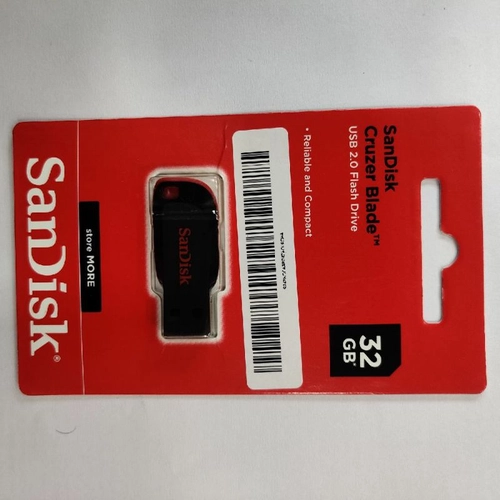 SanDisk
Cruzer Blade™
USB 2.0 Flash Drive
• Reliable and Compact
32
GB*
SanDisk
store MORE
SanDisk®